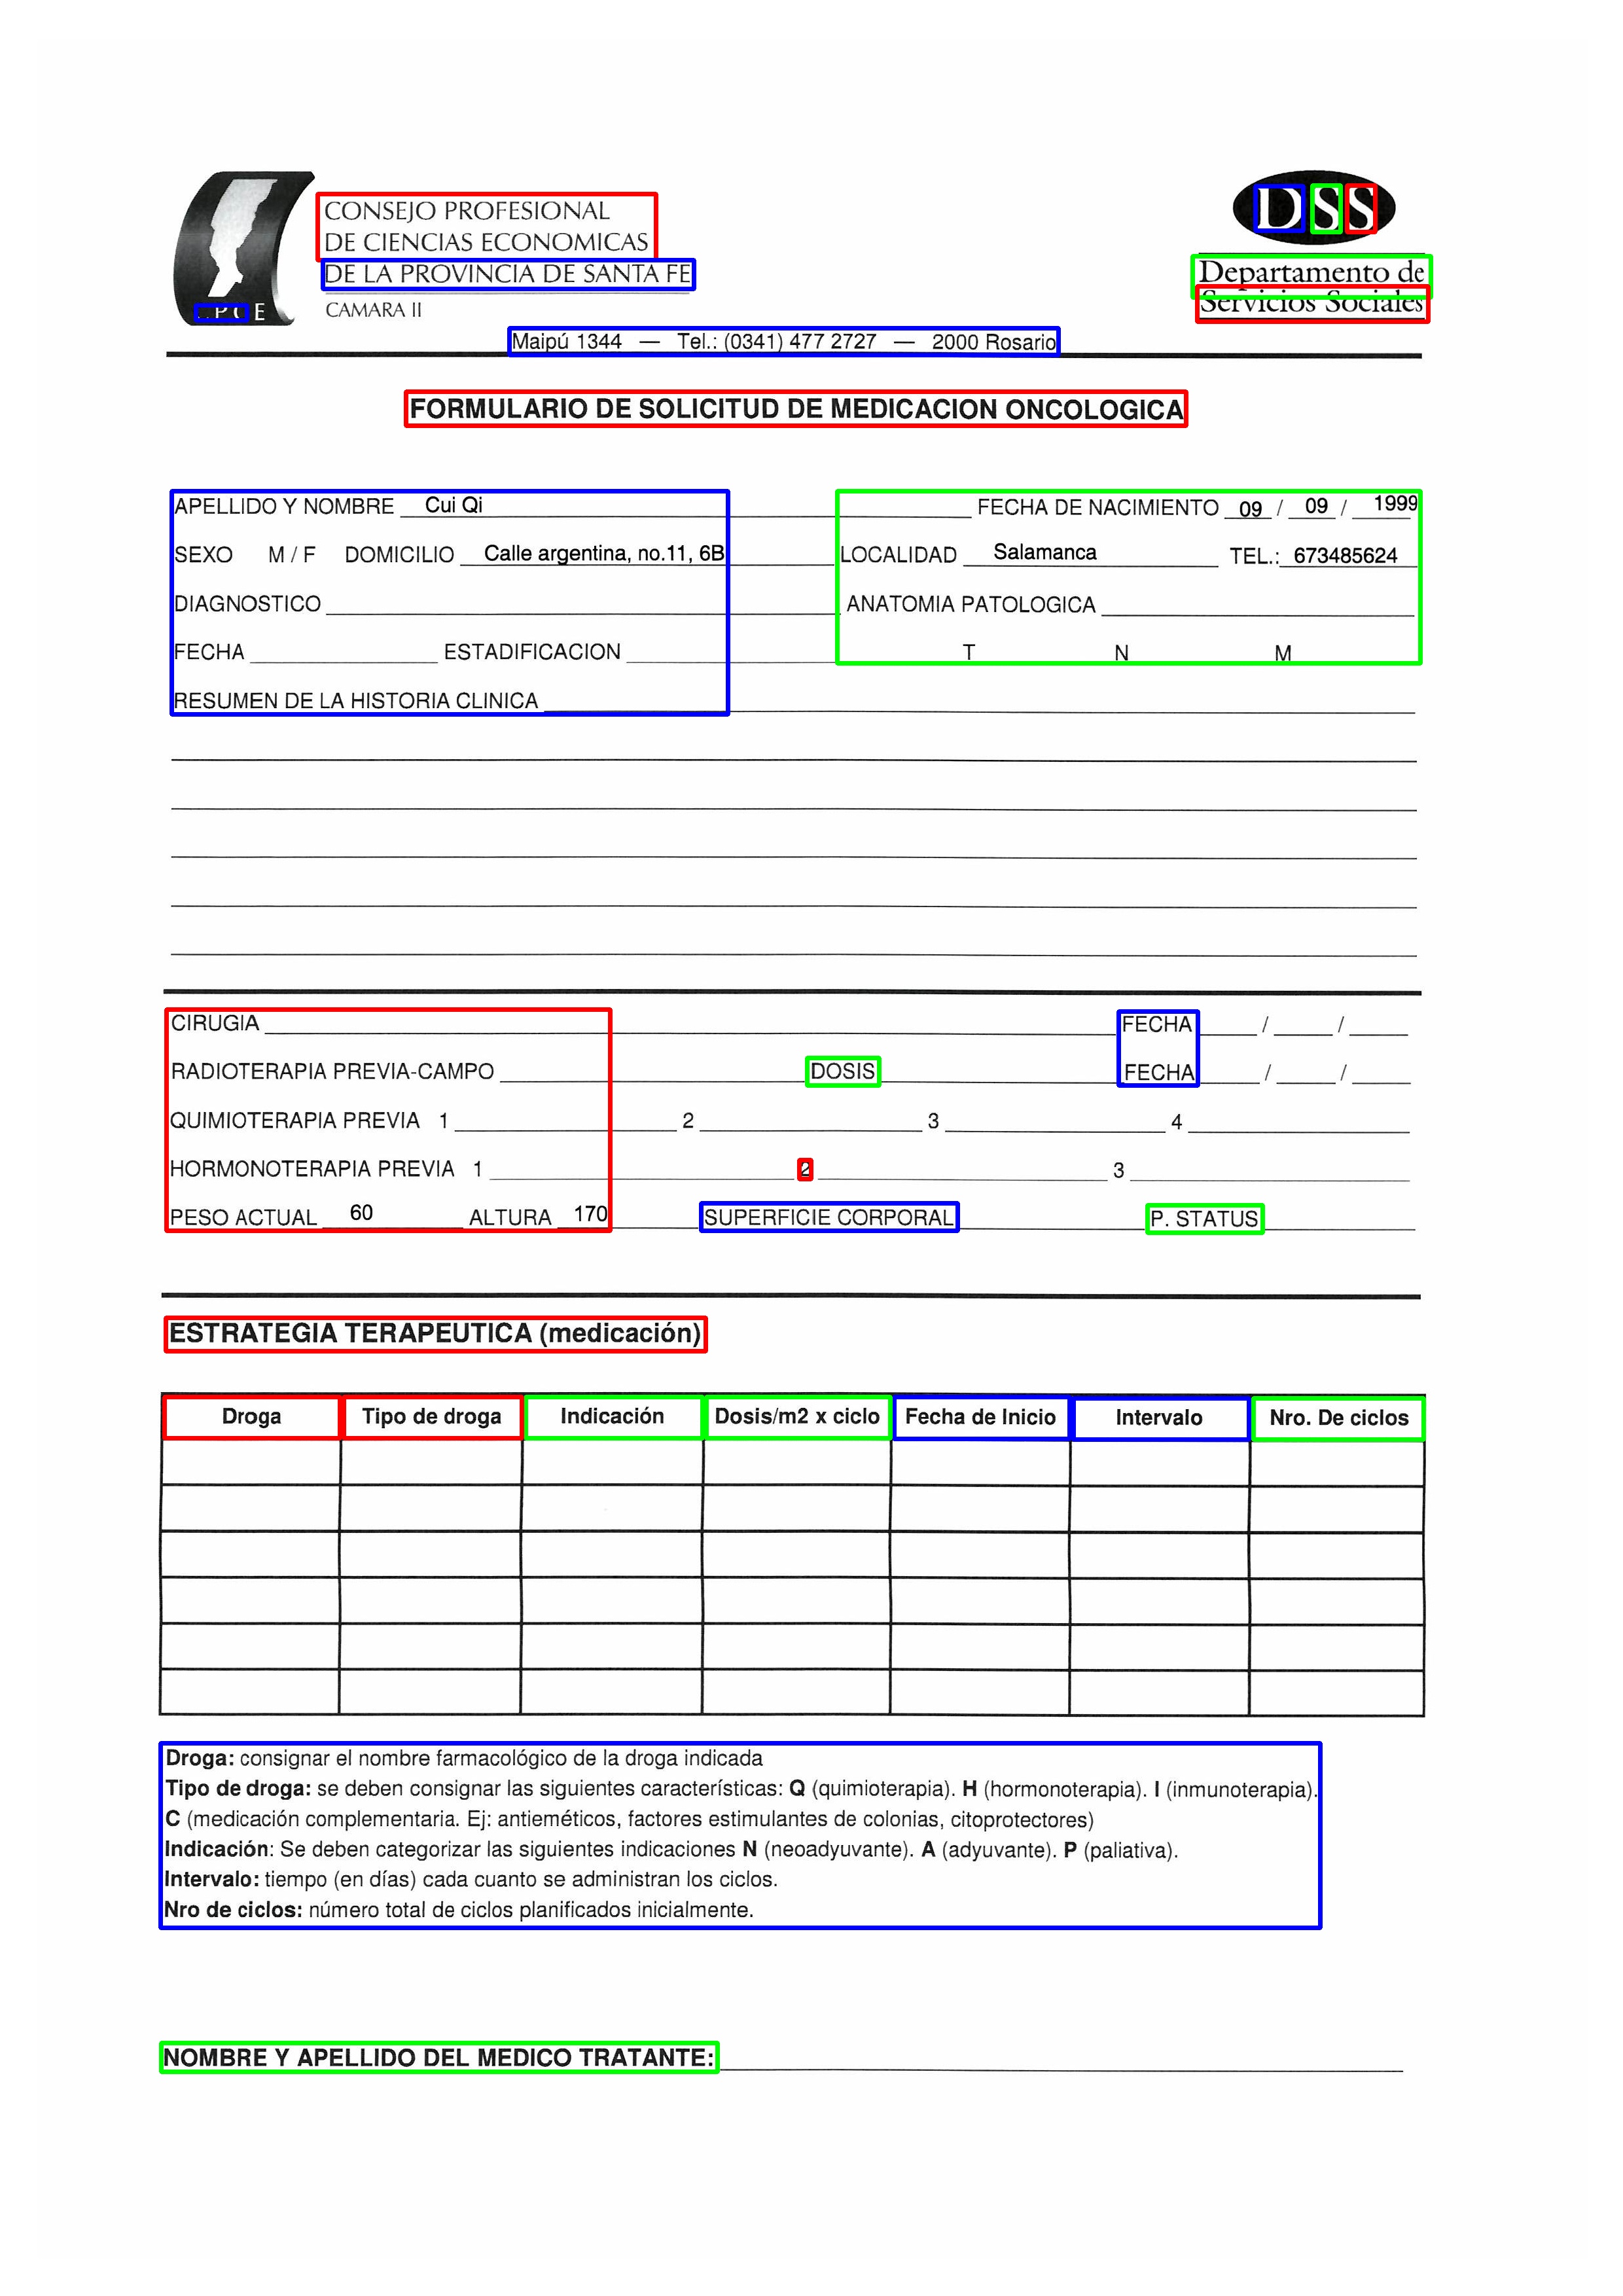 CONSEJO PROFESIONAL
DE CIENCIAS ECONOMICAS
DE LA PROVINCIA DE SANTA FE
CAMARA II
P C E
DSS
Departamento de
Servicios Sociales
Maipú 1344 — Tel.: (0341) 477 2727 — 2000 Rosario
FORMULARIO DE SOLICITUD DE MEDICACION ONCOLOGICA
APELLIDO Y NOMBRE Cui Qi FECHA DE NACIMIENTO 09 / 09 / 1999
SEXO M / F DOMICILIO Calle argentina, no.11, 6B LOCALIDAD Salamanca TEL.: 673485624
DIAGNOSTICO ANATOMIA PATOLOGICA
FECHA ESTADIFICACION T N M
RESUMEN DE LA HISTORIA CLINICA
CIRUGIA FECHA / /
RADIOTERAPIA PREVIA-CAMPO DOSIS FECHA / /
QUIMIOTERAPIA PREVIA 1 2 3 4
HORMONOTERAPIA PREVIA 1 2 3
PESO ACTUAL 60 ALTURA 170 SUPERFICIE CORPORAL P. STATUS
ESTRATEGIA TERAPEUTICA (medicación)
Droga Tipo de droga Indicación Dosis/m2 x ciclo Fecha de Inicio Intervalo Nro. De ciclos
Droga: consignar el nombre farmacológico de la droga indicada
Tipo de droga: se deben consignar las siguientes características: Q (quimioterapia). H (hormonoterapia). I (inmunoterapia).
C (medicación complementaria. Ej: antieméticos, factores estimulantes de colonias, citoprotectores)
Indicación: Se deben categorizar las siguientes indicaciones N (neoadyuvante). A (adyuvante). P (paliativa).
Intervalo: tiempo (en días) cada cuanto se administran los ciclos.
Nro de ciclos: número total de ciclos planificados inicialmente.
NOMBRE Y APELLIDO DEL MEDICO TRATANTE: